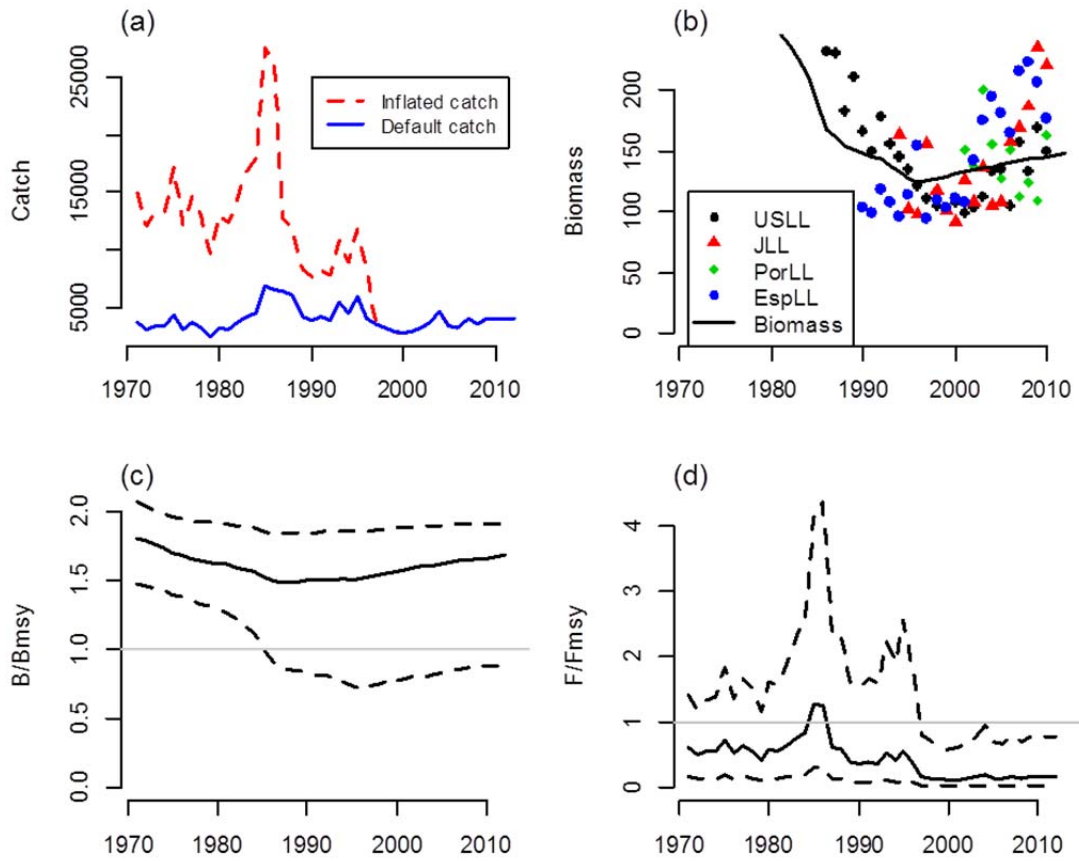 (a)
Catch
25000
15000
5000
Inflated catch
Default catch
1970 1980 1990 2000 2010
(b)
Biomass
200
150
100
50
0
USLL
JLL
PorLL
EspLL
Biomass
1970 1980 1990 2000 2010
(c)
B/Bmsy
2.0
1.5
1.0
0.5
0.0
1970 1980 1990 2000 2010
(d)
F/Fmsy
4
3
2
1
0
1970 1980 1990 2000 2010